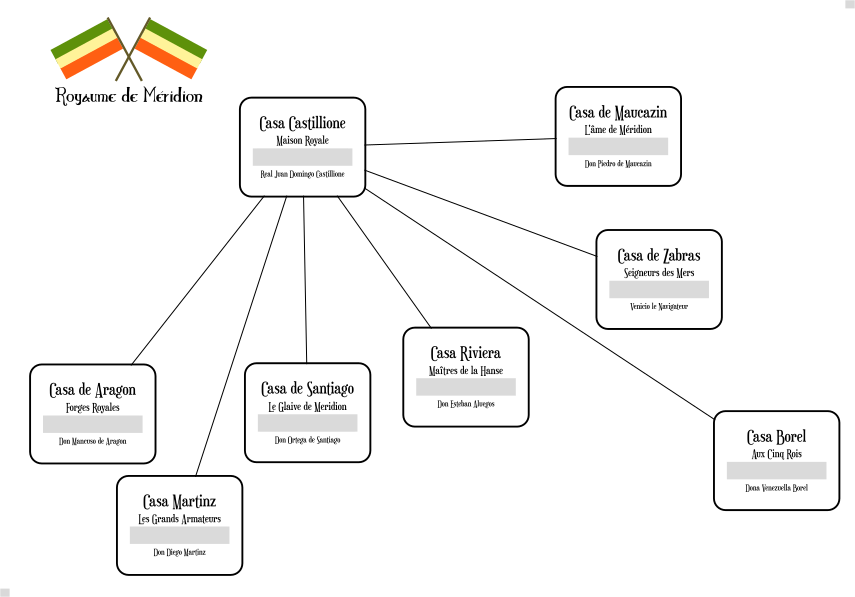 Royaume de Méridion
Casa Castillione
Maison Royale
Real Juan Domingo Castillione
Casa de Maucazin
L'âme de Méridion
Don Piedro de Maucazin
Casa de Zabras
Seigneurs des Mers
Venicio le Navigateur
Casa Riviera
Maîtres de la Hanse
Don Esteban Alvegos
Casa de Aragon
Forges Royales
Don Mancuso de Aragon
Casa de Santiago
Le Glaive de Meridion
Don Ortega de Santiago
Casa Borel
Aux Cinq Rois
Dona Venezuella Borel
Casa Martinz
Les Grands Armateurs
Don Diego Martinz